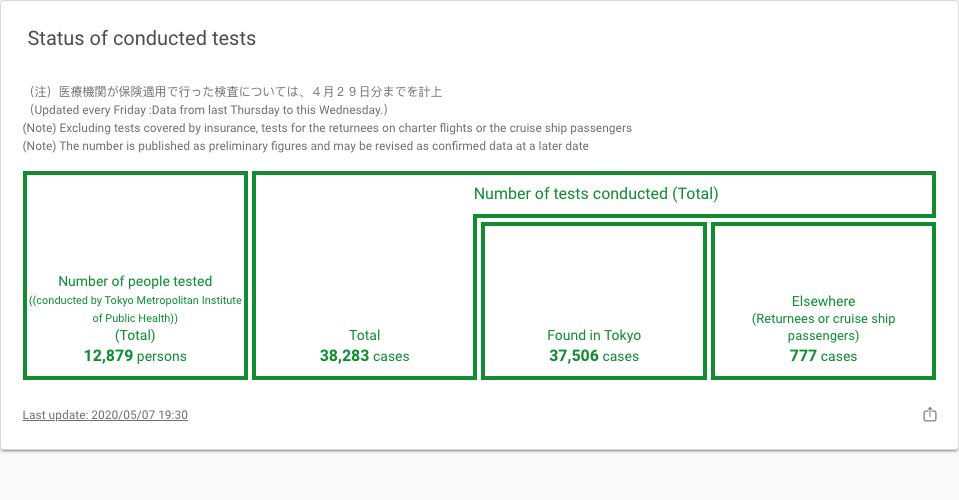 Status of conducted tests
（注）医療機関が保険適用で行った検査については、４月２９日分までを計上
（Updated every Friday :Data from last Thursday to this Wednesday.）
(Note) Excluding tests covered by insurance, tests for the returnees on charter flights or the cruise ship passengers
(Note) The number is published as preliminary figures and may be revised as confirmed data at a later date
Number of people tested
((conducted by Tokyo Metropolitan Institute
of Public Health))
(Total)
12,879 persons
Number of tests conducted (Total)
Total
38,283 cases
Found in Tokyo
37,506 cases
Elsewhere
(Returnees or cruise ship
passengers)
777 cases
Last update: 2020/05/07 19:30